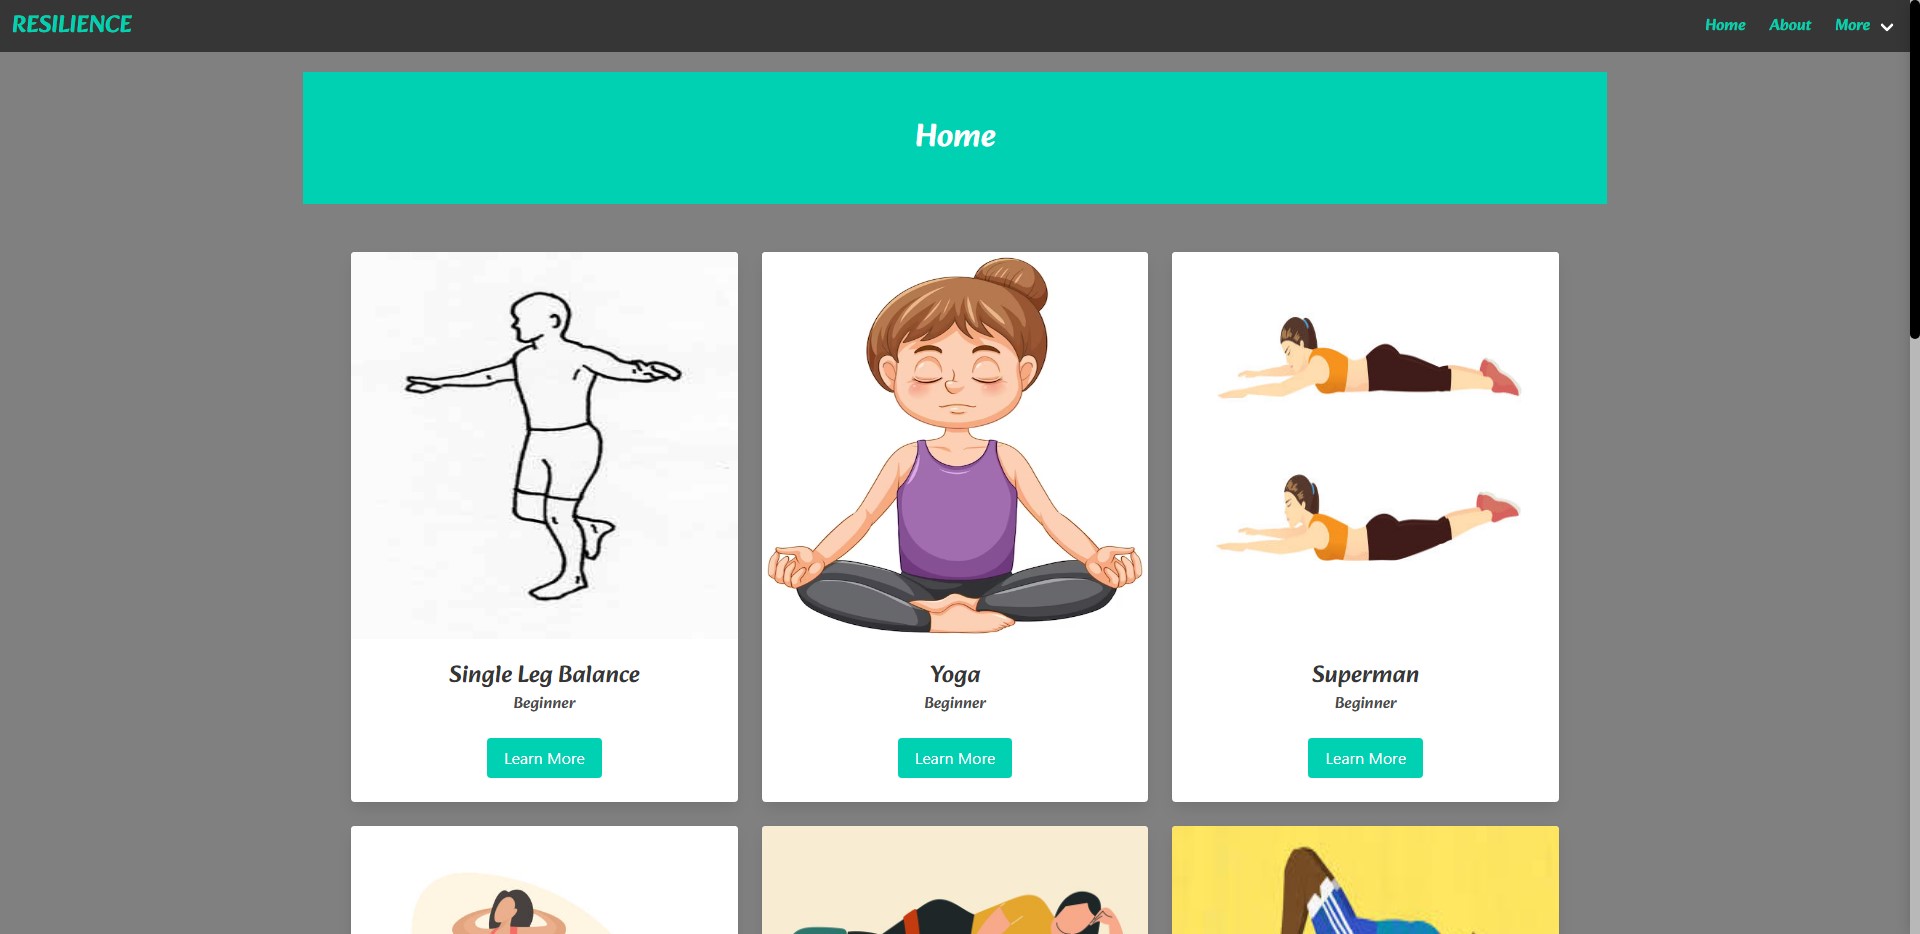 RESILIENCE
Home About More
Home
Single Leg Balance
Beginner
Learn More
Yoga
Beginner
Learn More
Superman
Beginner
Learn More